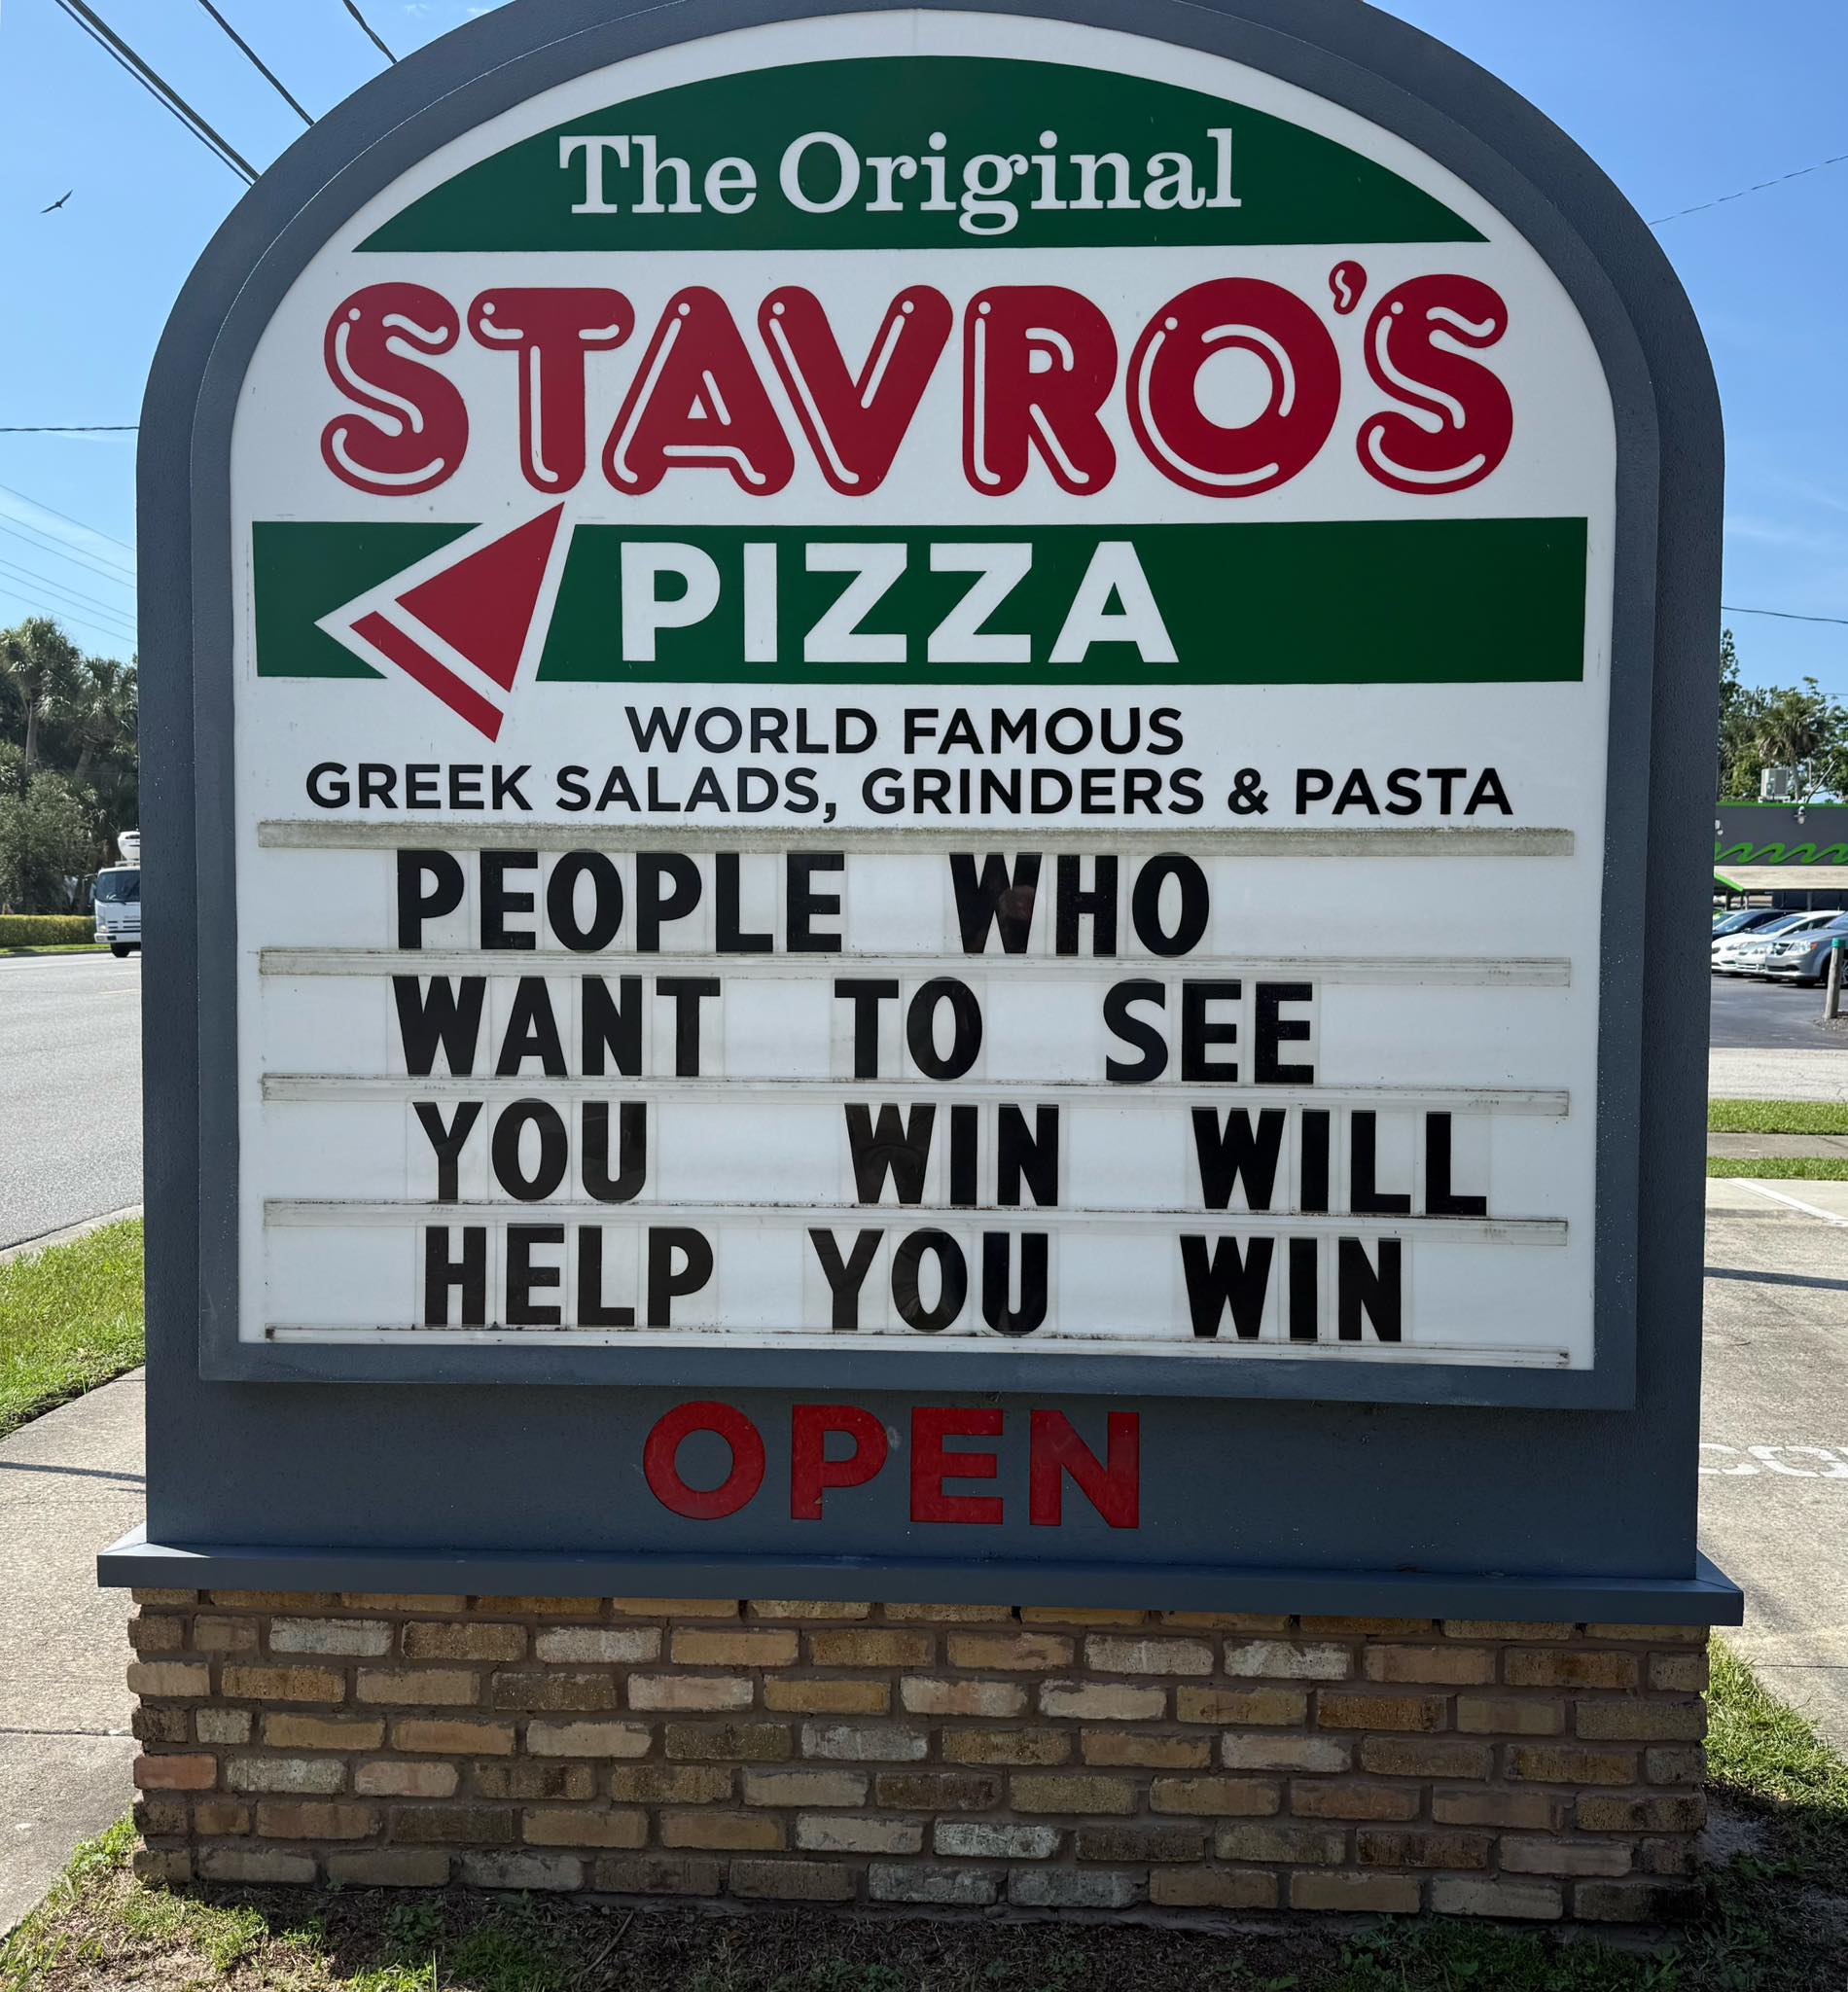 The Original
STAVRO'S
PIZZA
WORLD FAMOUS
GREEK SALADS, GRINDERS & PASTA
PEOPLE WHO
WANT TO SEE
YOU WIN WILL
HELP YOU WIN
OPEN